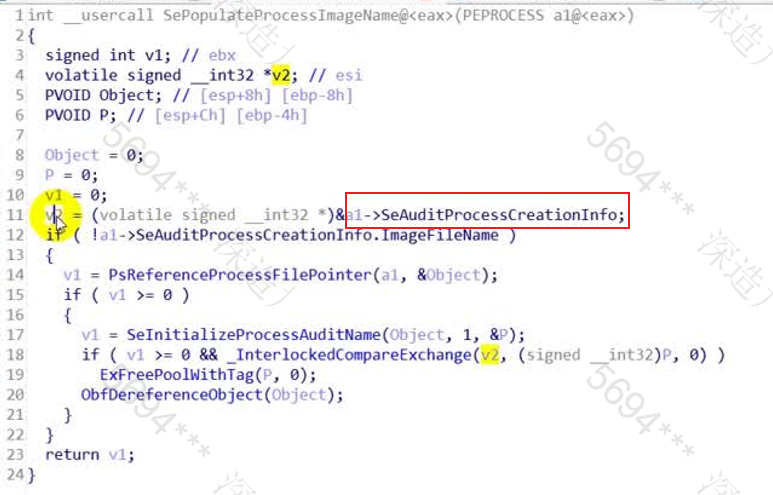 1 int __usercall SePopulateProcessImageName@<eax>(PEPROCESS a1@<eax>)
2 {
3 signed int v1; // ebx
4 volatile signed __int32 *v2; // esi
5 PVOID Object; // [esp+8h] [ebp-8h]
6 PVOID P; // [esp+Ch] [ebp-4h]
7
8 Object = 0;
9 P = 0;
10 v1 = 0;
11 v2 = (volatile signed __int32 *)&a1->SeAuditProcessCreationInfo;
12 if ( !a1->SeAuditProcessCreationInfo.ImageFileName )
13 {
14 v1 = PsReferenceProcessFilePointer(a1, &Object);
15 if ( v1 >= 0 )
16 {
17 v1 = SeInitializeProcessAuditName(Object, 1, &P);
18 if ( v1 >= 0 && _InterlockedCompareExchange(v2, (signed __int32)P, 0) )
19 ExFreePoolWithTag(P, 0);
20 ObfDereferenceObject(Object);
21 }
22 }
23 return v1;
24 }
深造）
深造）
5694***
5694***
深造）
深造）
5694***
5694***
深造）
深造）